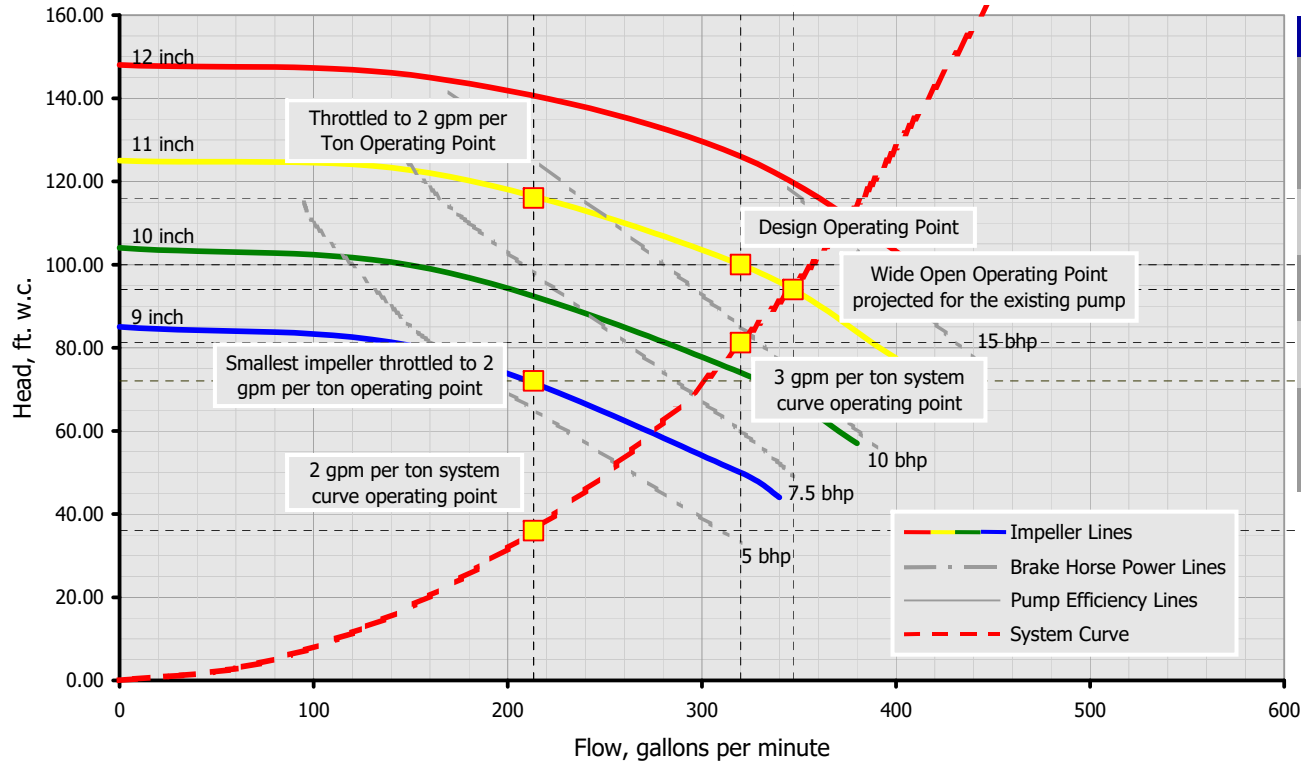 160.00
140.00
120.00
100.00
80.00
60.00
40.00
20.00
0.00
Head, ft. w.c.
12 inch
11 inch
10 inch
9 inch
Throttled to 2 gpm per
Ton Operating Point
Design Operating Point
Wide Open Operating Point
projected for the existing pump
15 bhp
Smallest impeller throttled to 2
gpm per ton operating point
3 gpm per ton system
curve operating point
10 bhp
2 gpm per ton system
curve operating point
7.5 bhp
5 bhp
Impeller Lines
Brake Horse Power Lines
Pump Efficiency Lines
System Curve
0
100
200
300
400
500
600
Flow, gallons per minute